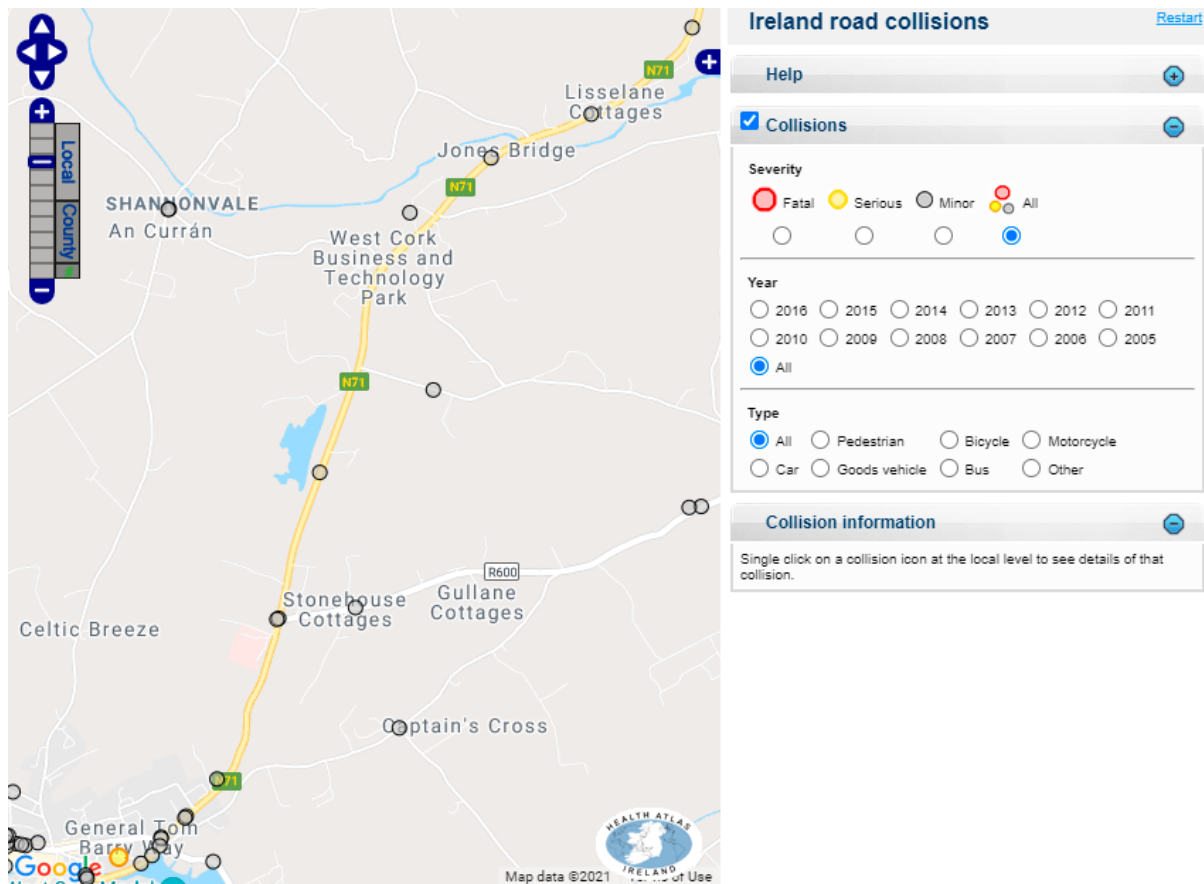 N71
Lisselane
Cottages
Jones Bridge
N71
SHANNONVALE
An Currán
West Cork
Business and
Technology
Park
N71
R600
Stonehouse
Cottages
Gullane
Cottages
Celtic Breeze
Captain's Cross
N71
General Tom
Barry Way
Google
Local
County
HEALTH ATLAS
IRELAND
Map data ©2021
of Use
Ireland road collisions
Restart
Help
Collisions
Severity
Fatal Serious Minor All
Year
2016 2015 2014 2013 2012 2011
2010 2009 2008 2007 2006 2005
All
Type
All Pedestrian Bicycle Motorcycle
Car Goods vehicle Bus Other
Collision information
Single click on a collision icon at the local level to see details of that
collision.